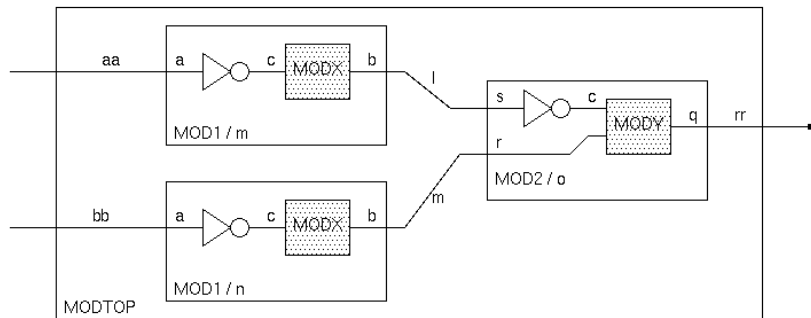 aa a c MODX b l
MOD1 / m
s c MODY q rr
r
MOD2 / o
bb a c MODX b m
MOD1 / n
MODTOP